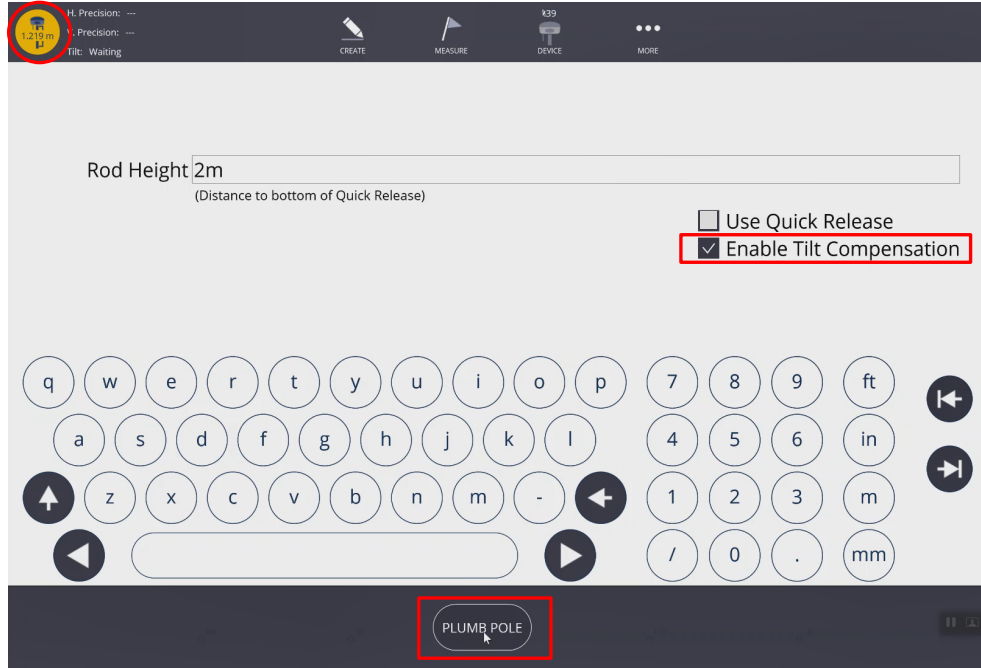 H. Precision: ---
V. Precision: ---
1.219 m
Tilt: Waiting
CREATE
MEASURE
39
DEVICE
MORE
Rod Height 2m
(Distance to bottom of Quick Release)
Use Quick Release
Enable Tilt Compensation
q w e r t y u i o p 7 8 9 ft
a s d f g h j k l 4 5 6 in
z x c v b n m - 1 2 3 m
/ 0 . mm
PLUMB POLE